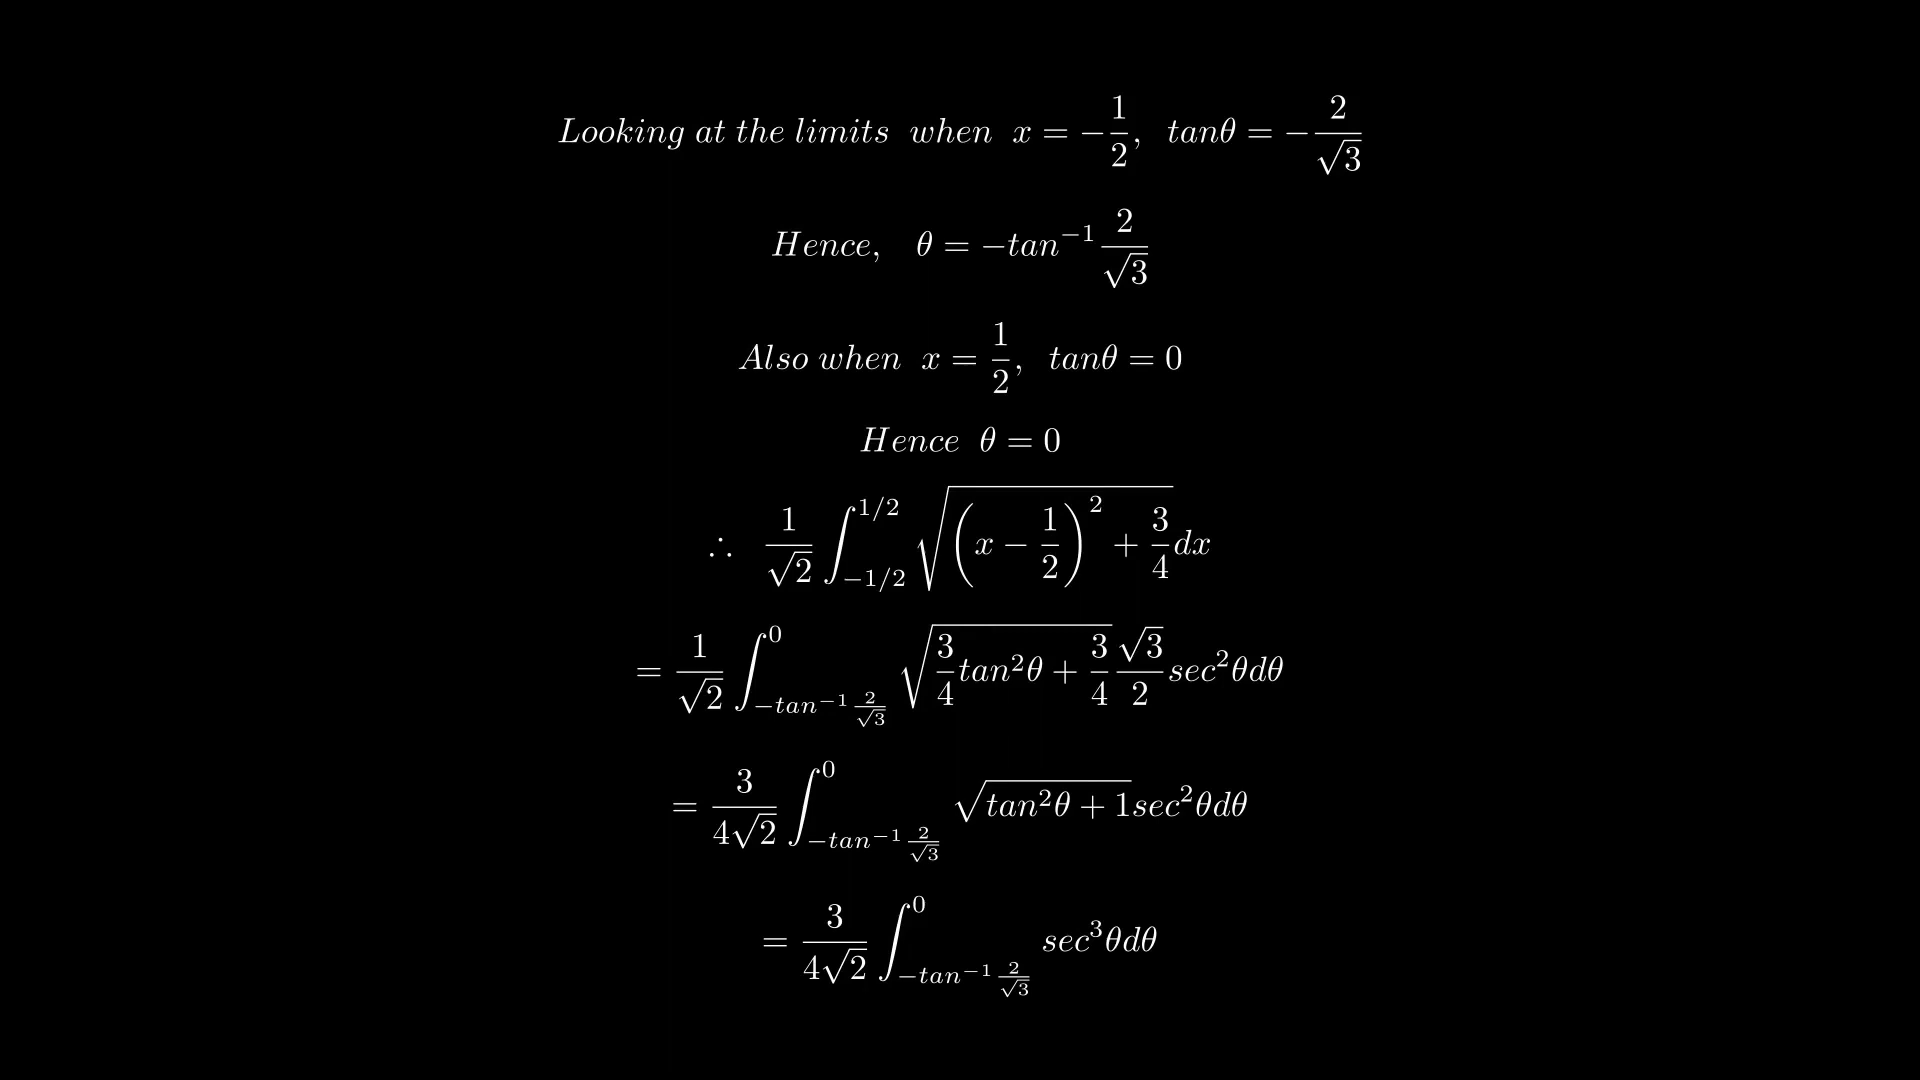 Looking at the limits when x = −1/2, tanθ = −2/√3
Hence, θ = −tan⁻¹ 2/√3
Also when x = 1/2, tanθ = 0
Hence θ = 0
∴ 1/√2 ∫_{−1/2}^{1/2} √((x − 1/2)² + 3/4) dx
= 1/√2 ∫_{−tan⁻¹ 2/√3}^{0} √(3/4 tan²θ + 3/4) √3/2 sec²θdθ
= 3/(4√2) ∫_{−tan⁻¹ 2/√3}^{0} √(tan²θ + 1) sec²θdθ
= 3/(4√2) ∫_{−tan⁻¹ 2/√3}^{0} sec³θdθ